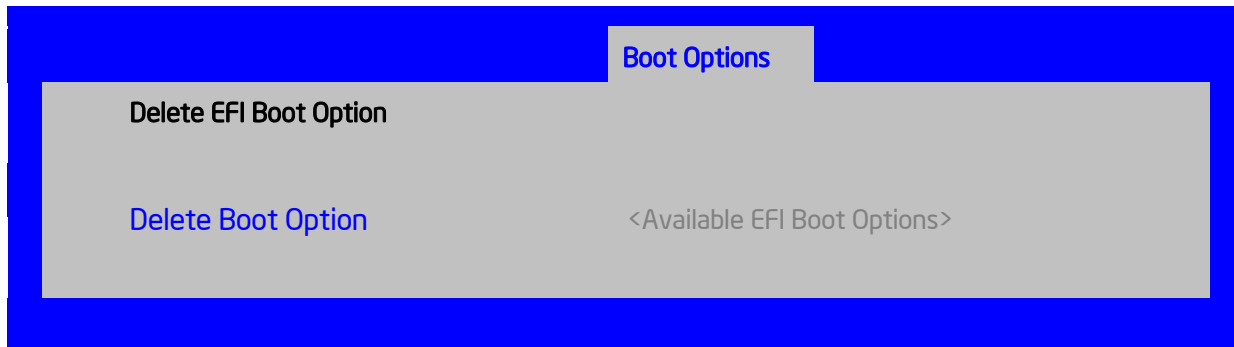 Boot Options
Delete EFI Boot Option
Delete Boot Option <Available EFI Boot Options>